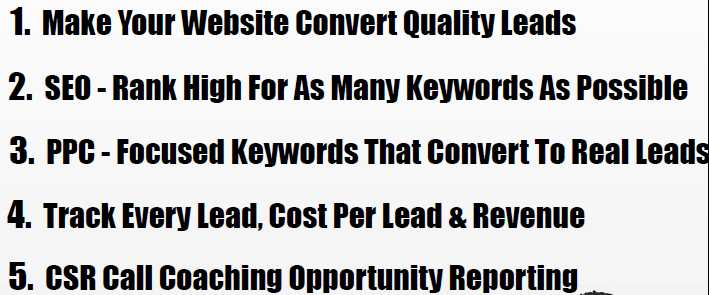 1. Make Your Website Convert Quality Leads
2. SEO - Rank High For As Many Keywords As Possible
3. PPC - Focused Keywords That Convert To Real Leads
4. Track Every Lead, Cost Per Lead & Revenue
5. CSR Call Coaching Opportunity Reporting